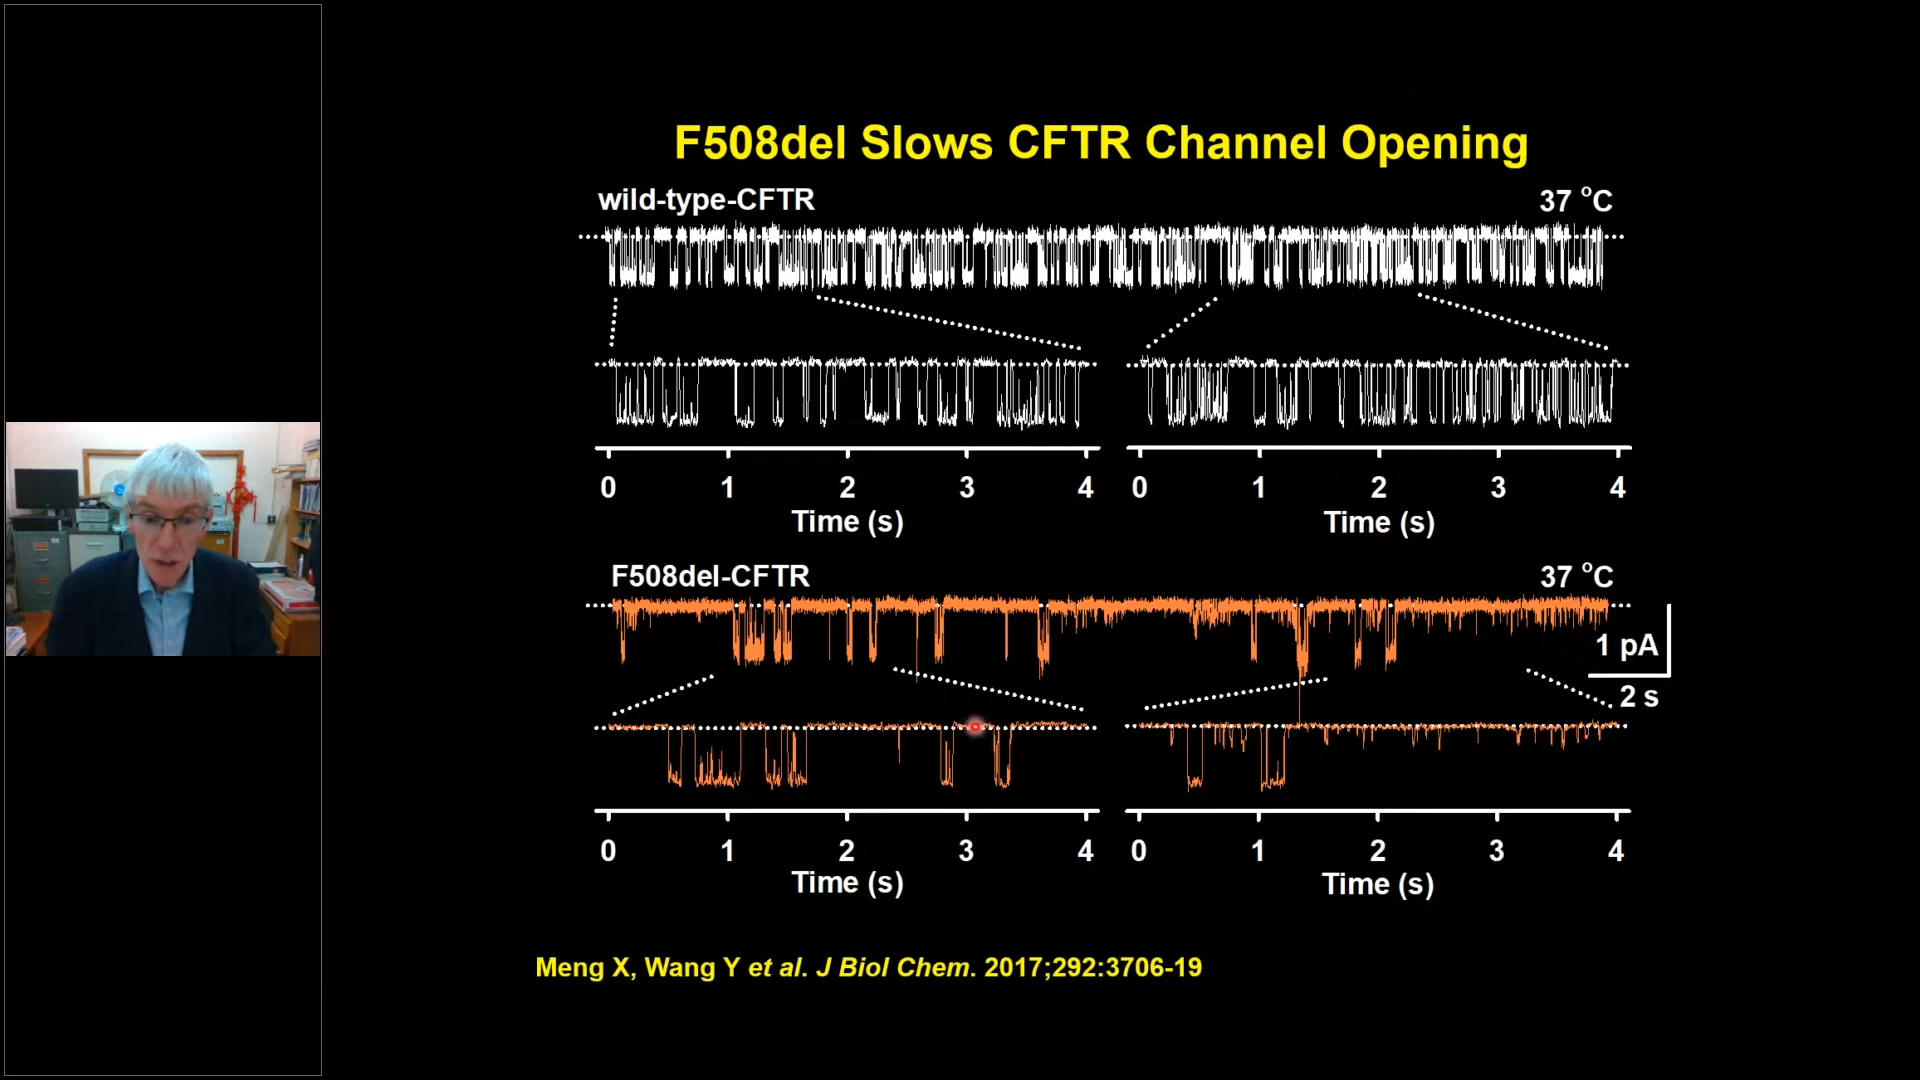 F508del Slows CFTR Channel Opening
wild-type-CFTR
37 °C
0 1 2 3 4
Time (s)
0 1 2 3 4
Time (s)
F508del-CFTR
37 °C
1 pA
2 s
0 1 2 3 4
Time (s)
0 1 2 3 4
Time (s)
Meng X, Wang Y et al. J Biol Chem. 2017;292:3706-19